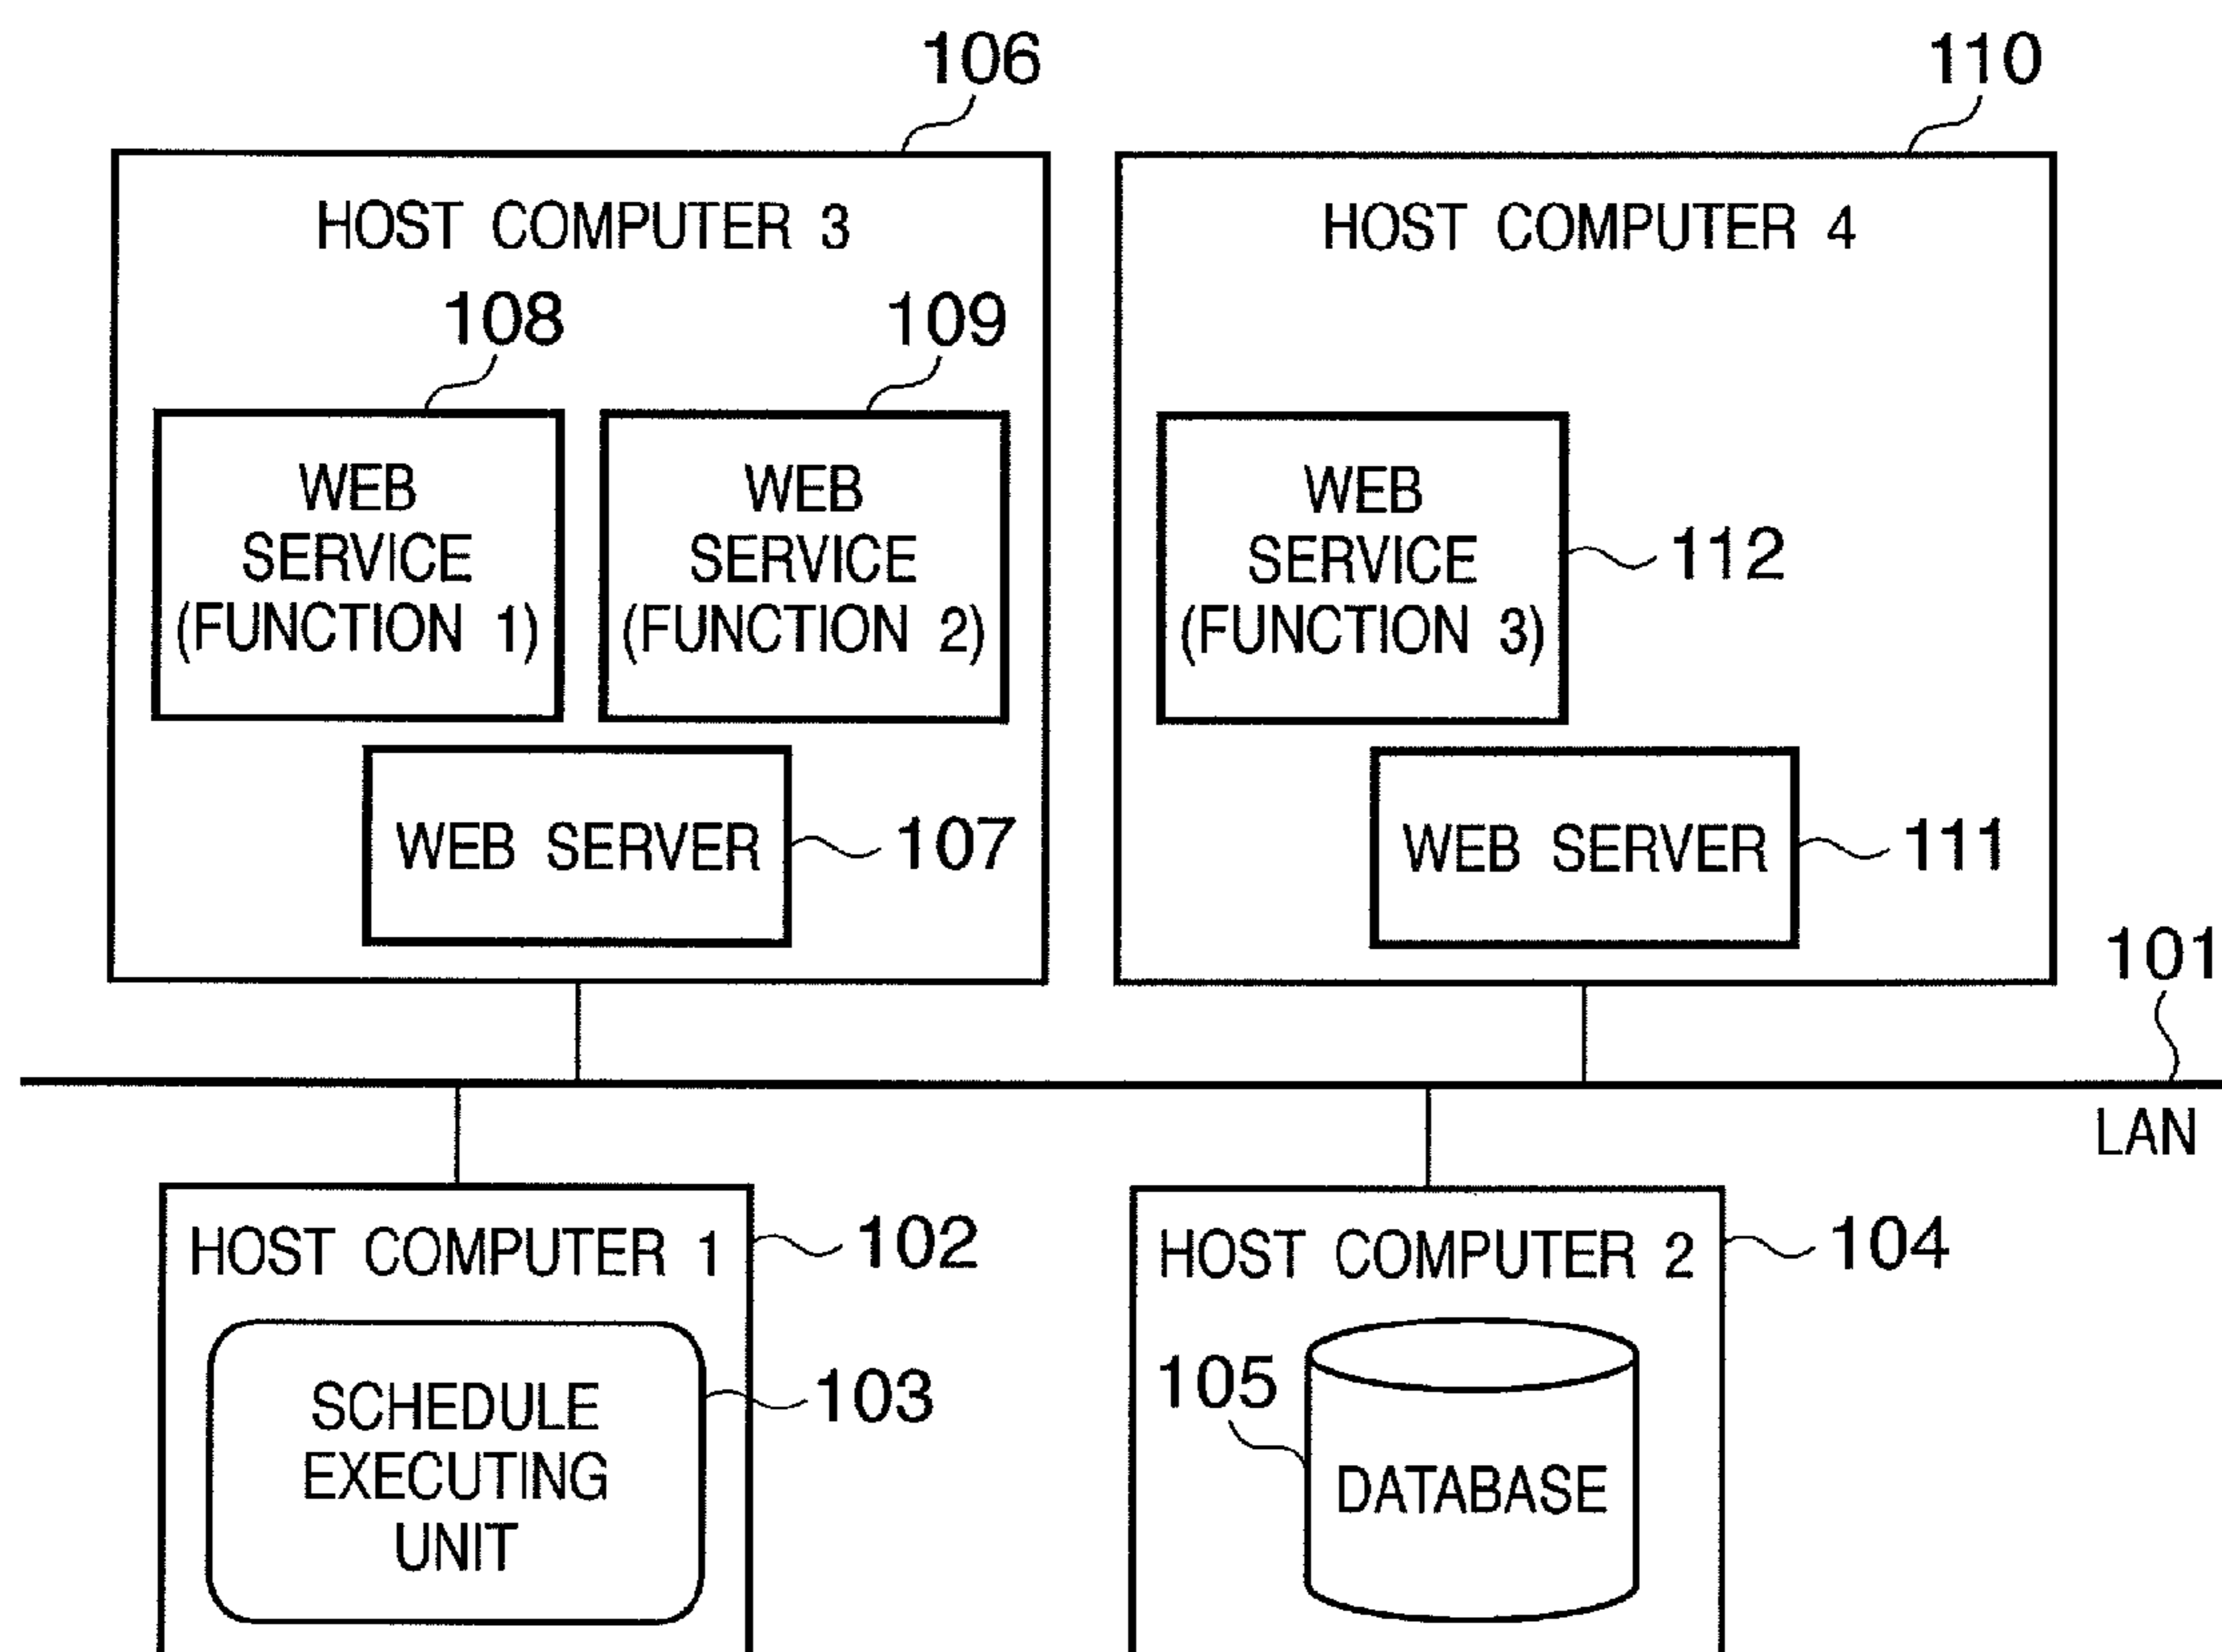 106
110
HOST COMPUTER 3
HOST COMPUTER 4
108
109
WEB
SERVICE
(FUNCTION 1)
WEB
SERVICE
(FUNCTION 2)
WEB
SERVICE
(FUNCTION 3)
112
WEB SERVER
107
WEB SERVER
111
101
LAN
HOST COMPUTER 1
102
HOST COMPUTER 2
104
SCHEDULE
EXECUTING
UNIT
103
105
DATABASE